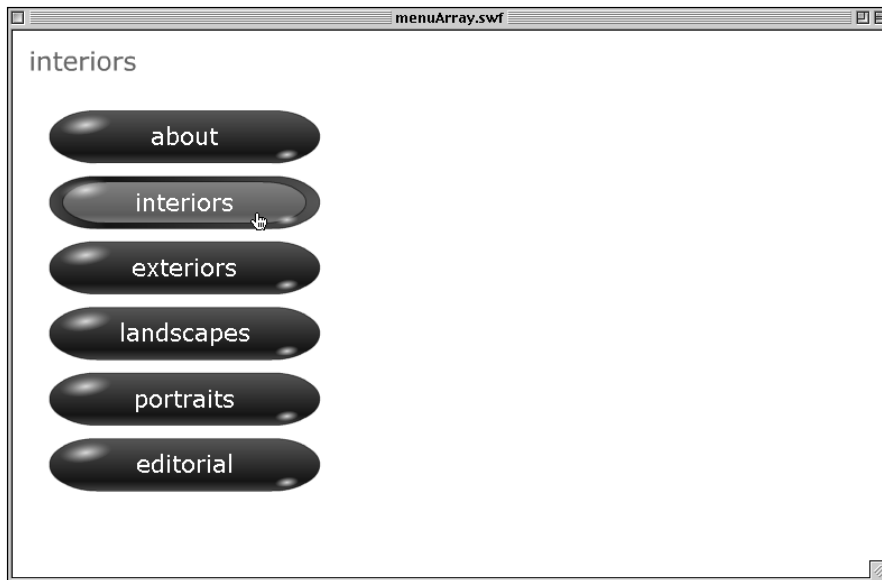 menuArray.swf
interiors
about
interiors
exteriors
landscapes
portraits
editorial